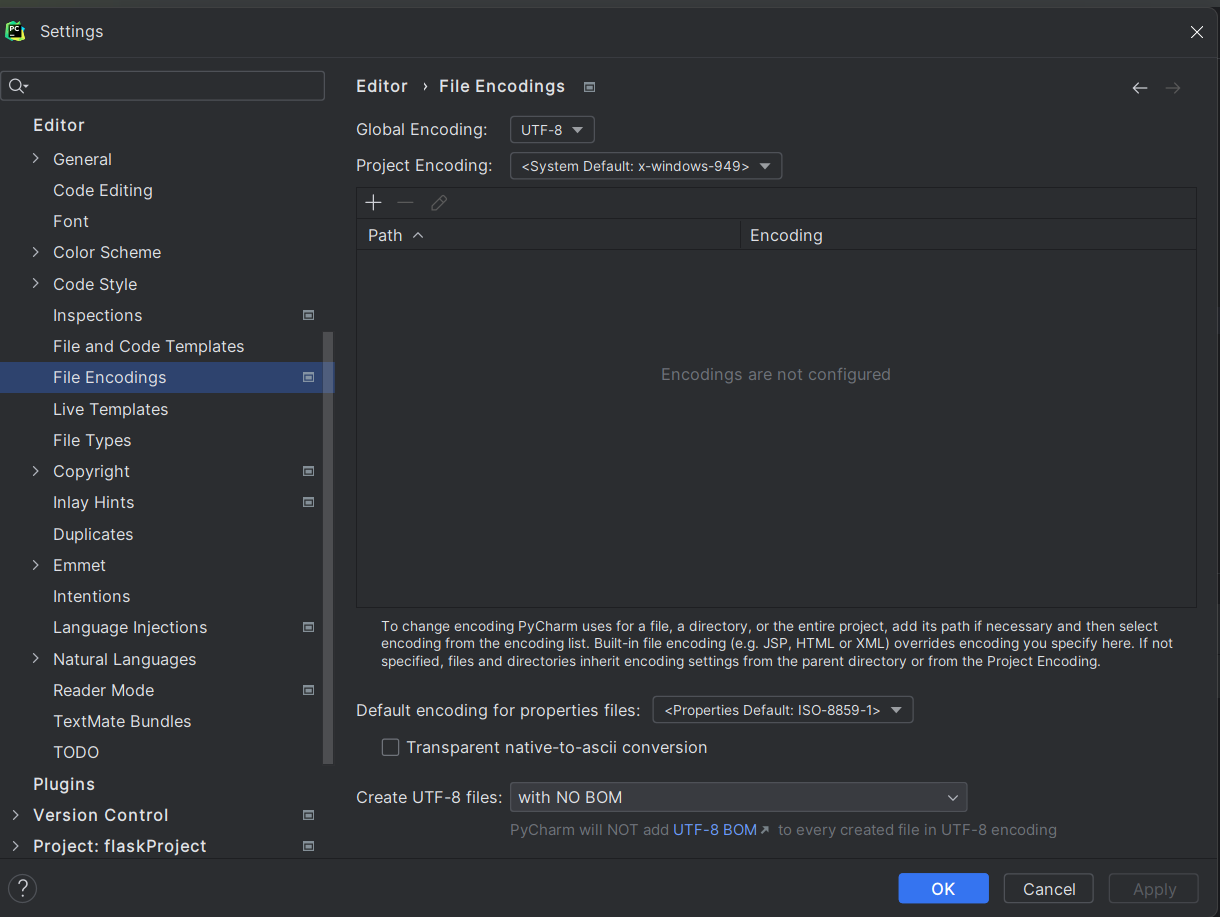 PC
Settings
Editor
General
Code Editing
Font
Color Scheme
Code Style
Inspections
File and Code Templates
File Encodings
Live Templates
File Types
Copyright
Inlay Hints
Duplicates
Emmet
Intentions
Language Injections
Natural Languages
Reader Mode
TextMate Bundles
TODO
Plugins
Version Control
Project: flaskProject
Editor › File Encodings
Global Encoding: UTF-8
Project Encoding: <System Default: x-windows-949>
Path Encoding
Encodings are not configured
To change encoding PyCharm uses for a file, a directory, or the entire project, add its path if necessary and then select
encoding from the encoding list. Built-in file encoding (e.g. JSP, HTML or XML) overrides encoding you specify here. If not
specified, files and directories inherit encoding settings from the parent directory or from the Project Encoding.
Default encoding for properties files: <Properties Default: ISO-8859-1>
Transparent native-to-ascii conversion
Create UTF-8 files: with NO BOM
PyCharm will NOT add UTF-8 BOM ↗ to every created file in UTF-8 encoding
? OK Cancel Apply